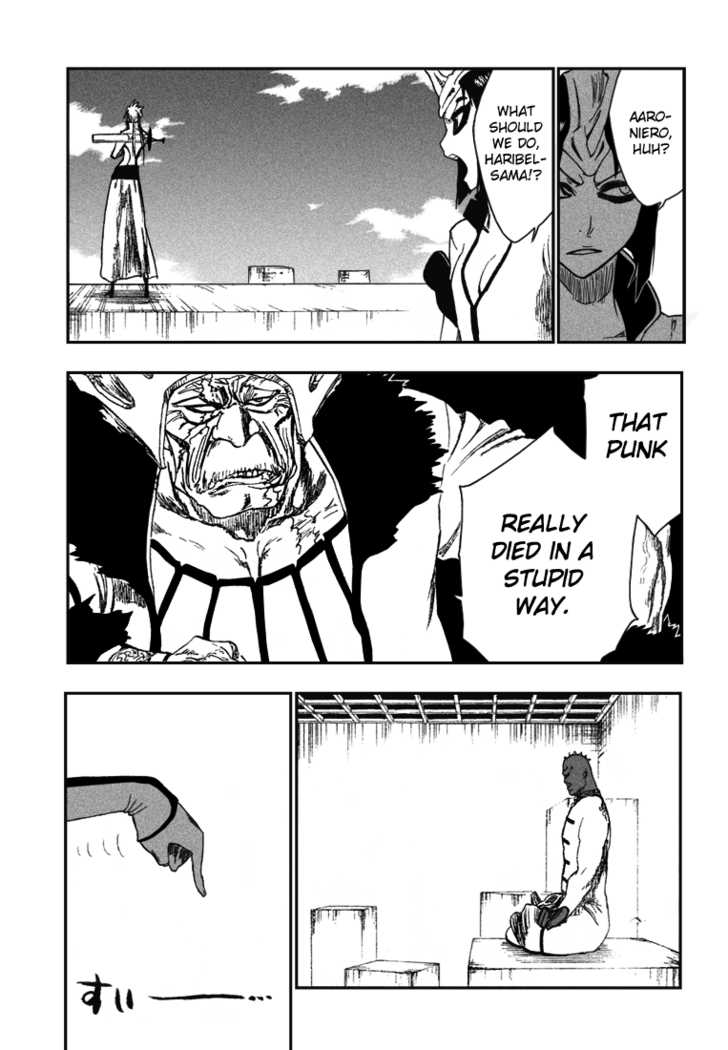 AARO-
NIERO,
HUH?
WHAT
SHOULD
WE DO,
HARIBEL-
SAMA!?
THAT
PUNK
REALLY
DIED IN A
STUPID
WAY.
すぃー...